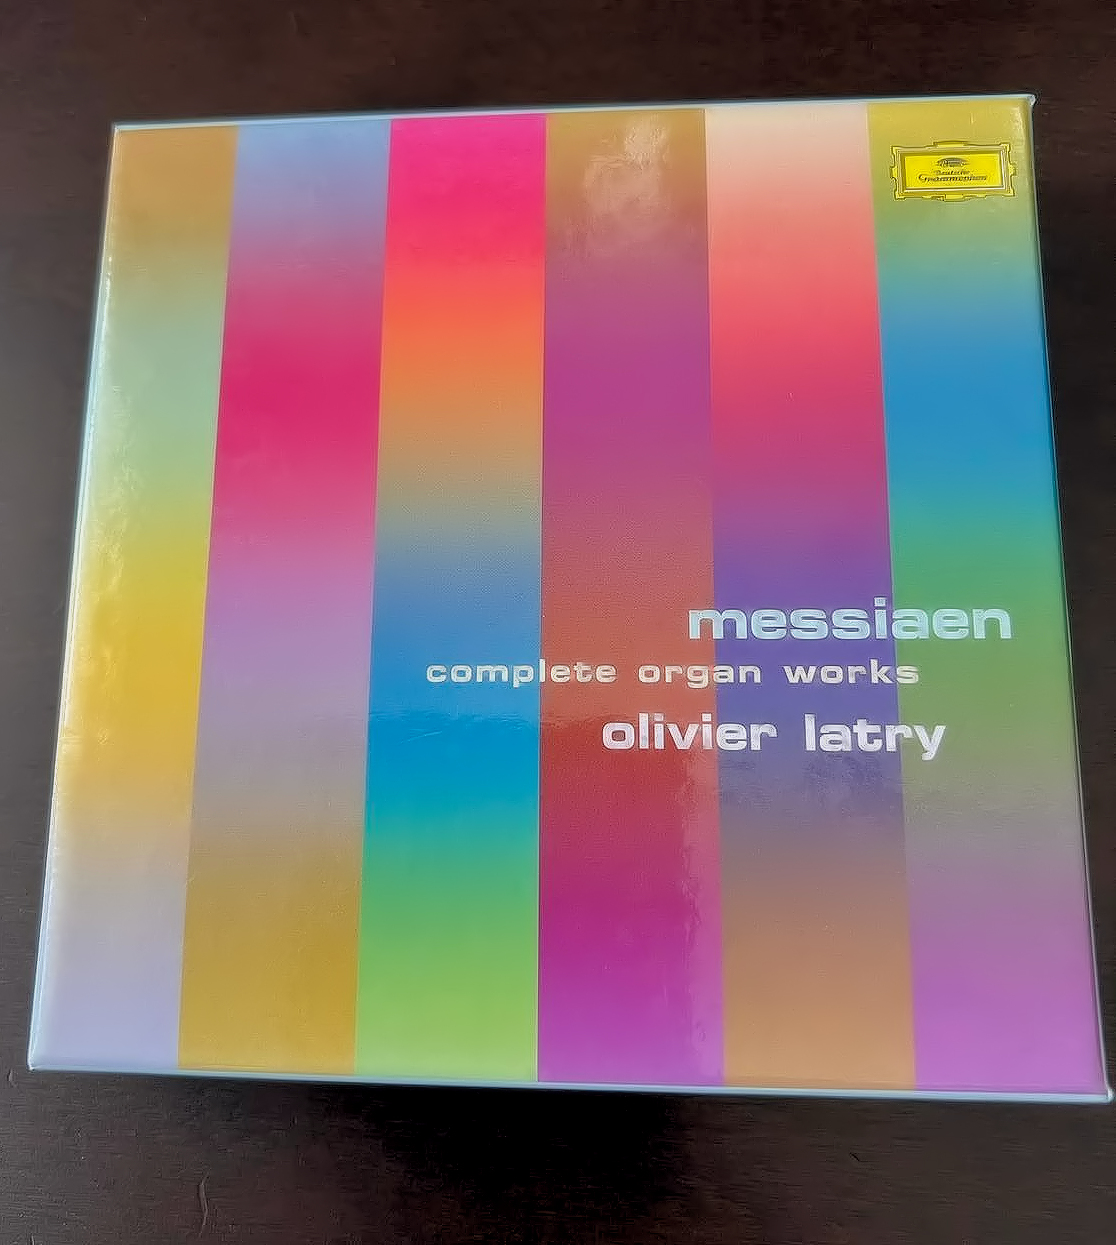 Deutsche
Grammophon
messiaen
complete organ works
olivier latry